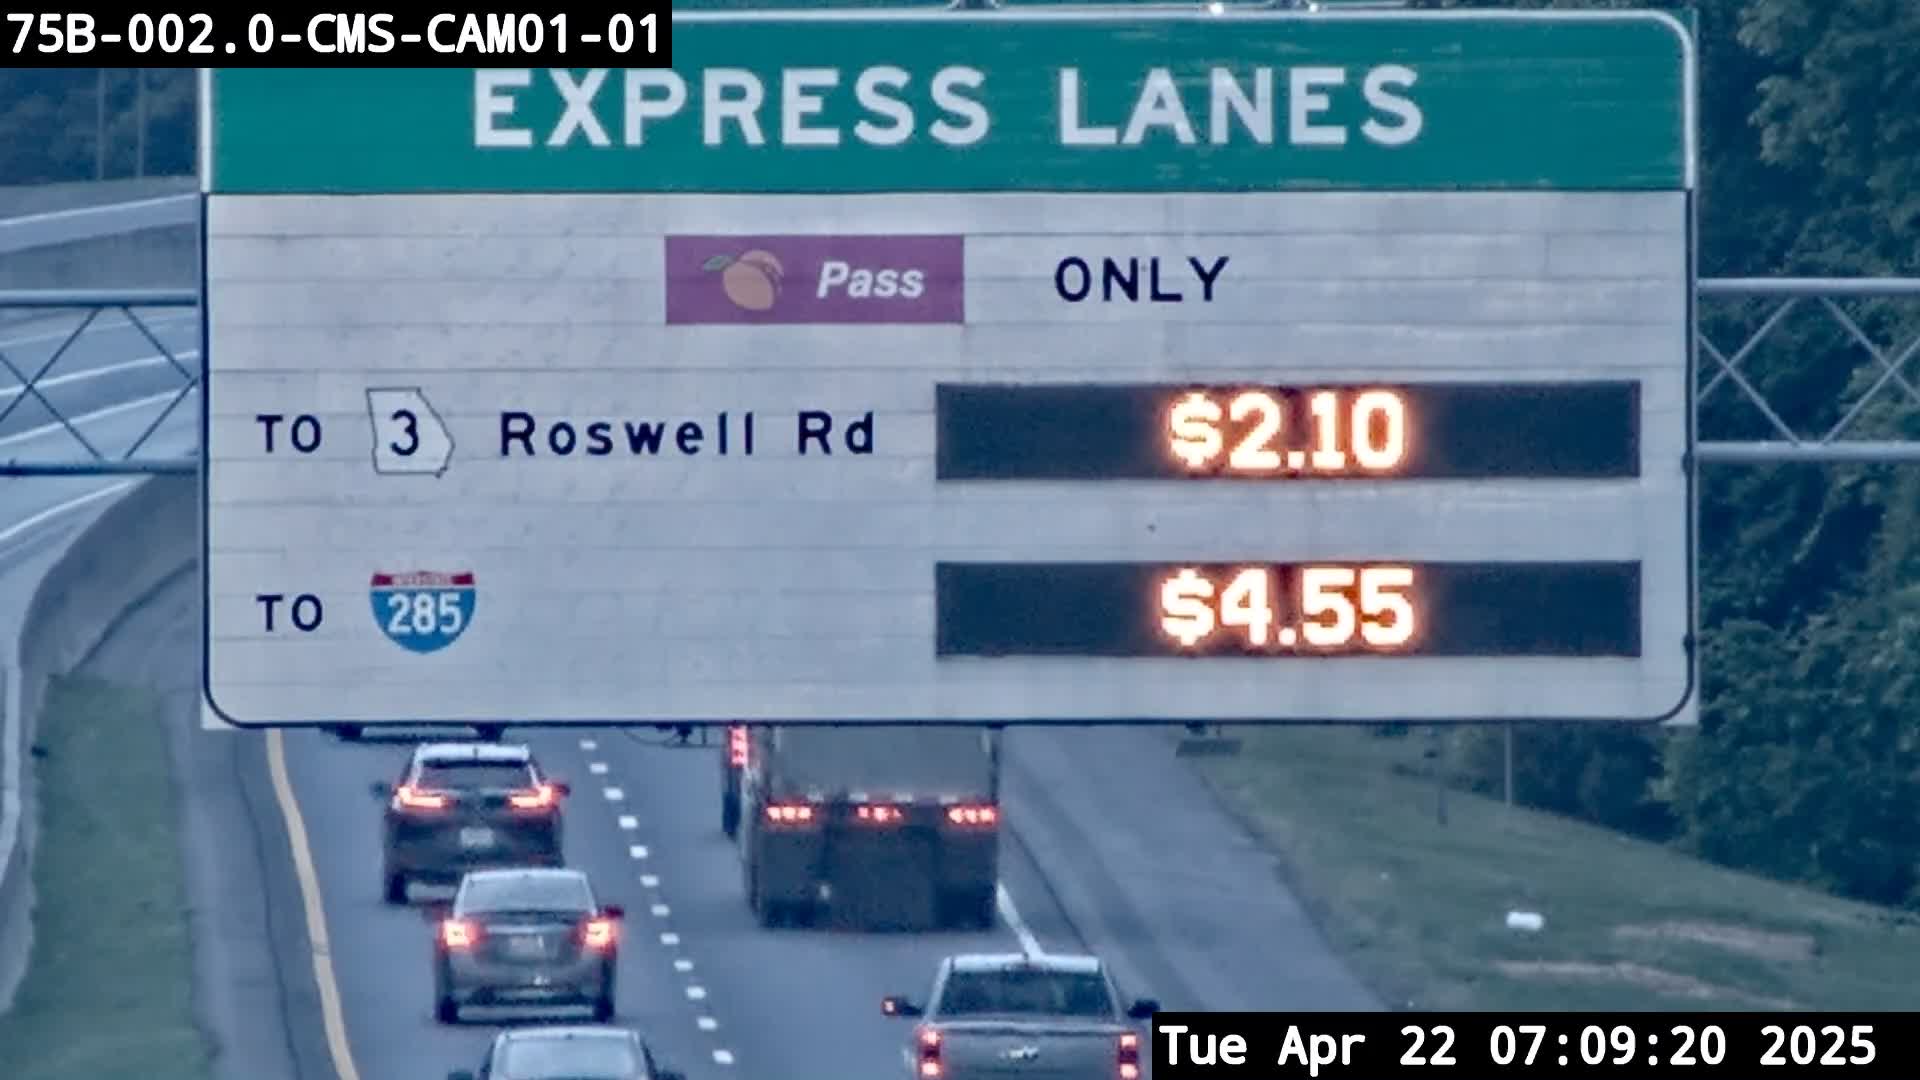 75B-002.0-CMS-CAM01-01
EXPRESS LANES
Pass ONLY
TO 3 Roswell Rd $2.10
TO 285 $4.55
Tue Apr 22 07:09:20 2025